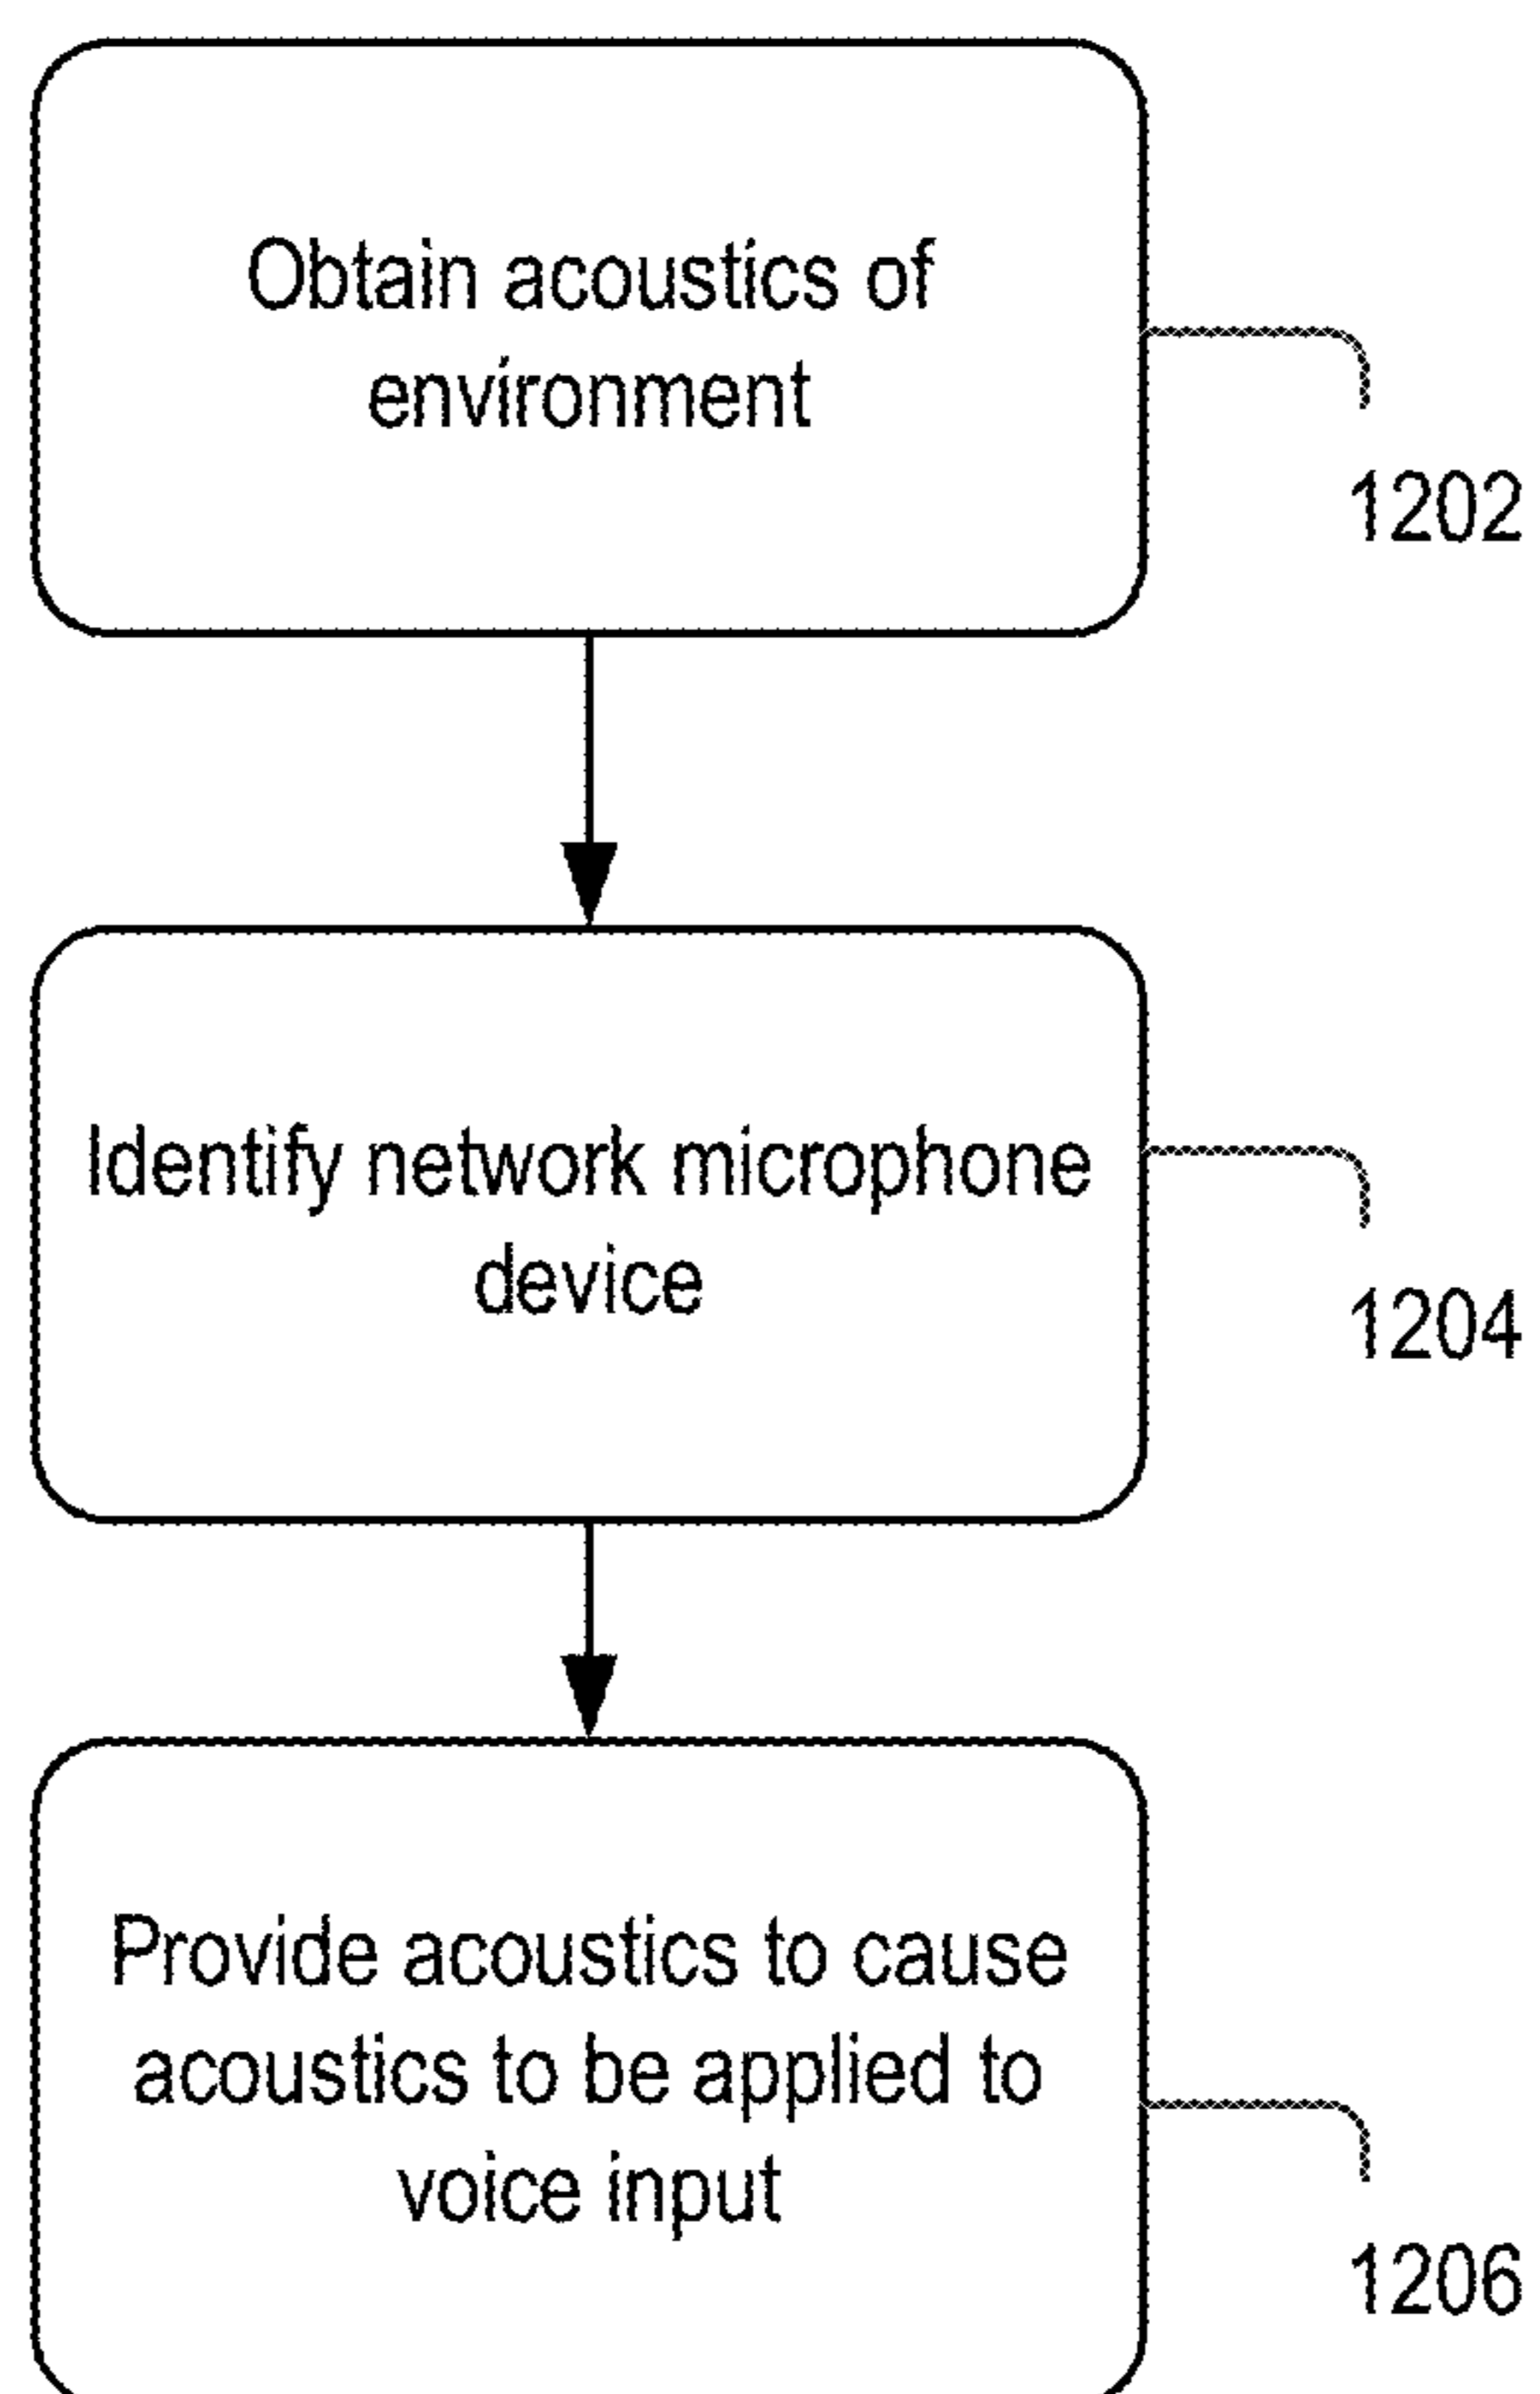 Obtain acoustics of
environment
1202
Identify network microphone
device
1204
Provide acoustics to cause
acoustics to be applied to
voice input
1206